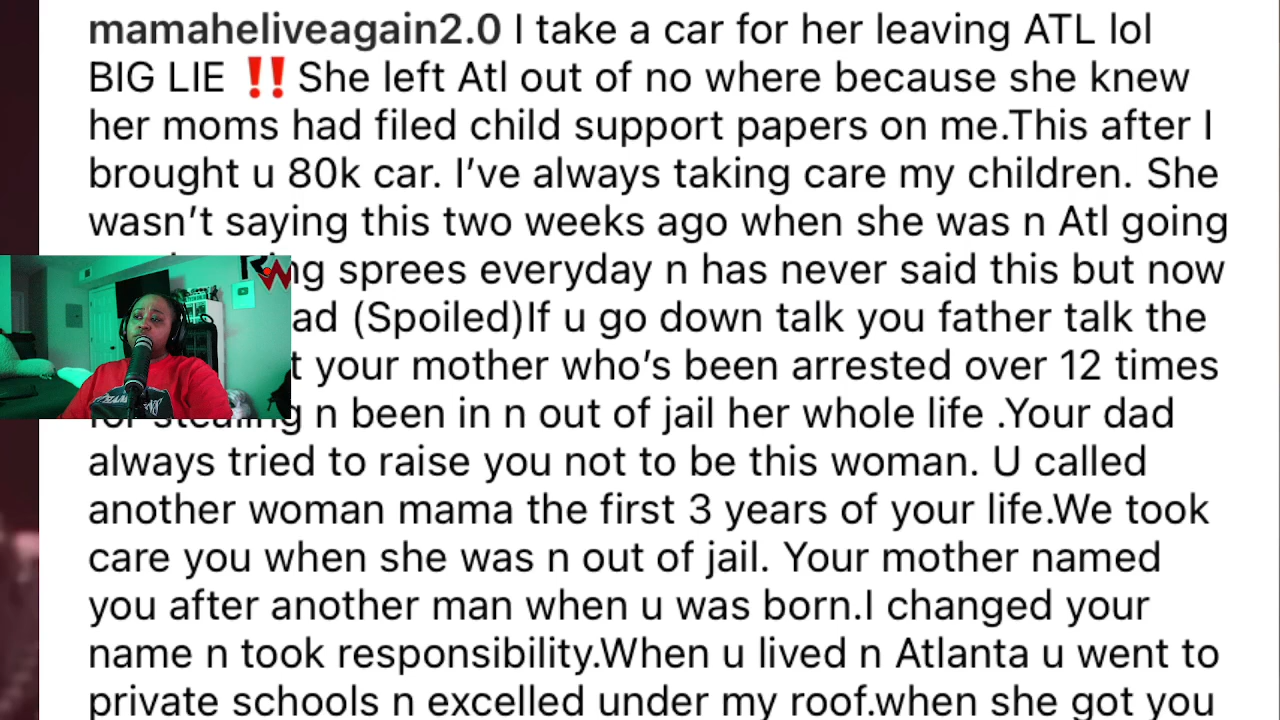 mamaheliveagain2.0 I take a car for her leaving ATL lol
BIG LIE ‼️ She left Atl out of no where because she knew
her moms had filed child support papers on me.This after I
brought u 80k car. I’ve always taking care my children. She
wasn’t saying this two weeks ago when she was n Atl going
sprees everyday n has never said this but now
(Spoiled)If u go down talk you father talk the
your mother who’s been arrested over 12 times
for stealing n been in n out of jail her whole life .Your dad
always tried to raise you not to be this woman. U called
another woman mama the first 3 years of your life.We took
care you when she was n out of jail. Your mother named
you after another man when u was born.I changed your
name n took responsibility.When u lived n Atlanta u went to
private schools n excelled under my roof.when she got you